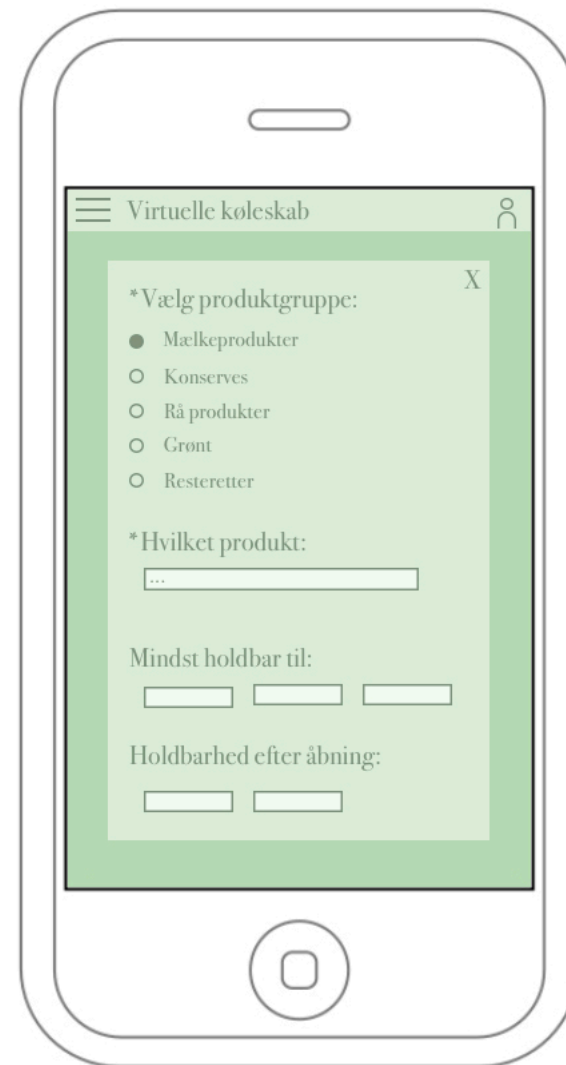 Virtuelle køleskab
X
*Vælg produktgruppe:
Mælkeprodukter
Konserves
Rå produkter
Grønt
Resteretter
*Hvilket produkt:
...
Mindst holdbar til:
Holdbarhed efter åbning: